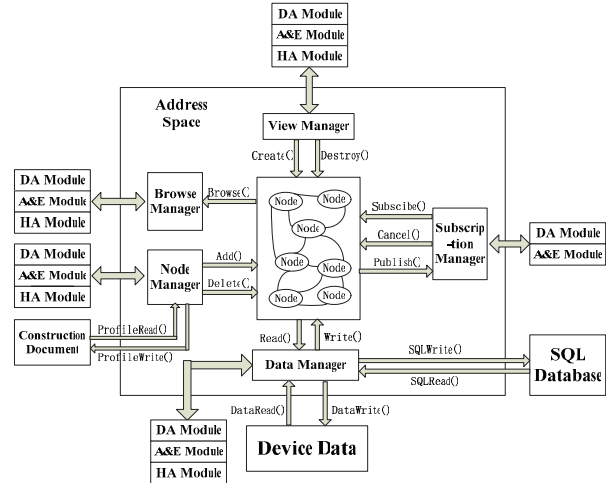 DA Module
A&E Module
HA Module
Address
Space
View Manager
Create()
Destroy()
DA Module
A&E Module
HA Module
Browse
Manager
Browse()
Node
Node
Node
Node
Node
Node
Node
Subscibe()
Cancel()
Publish()
Subscrip
-tion
Manager
DA Module
A&E Module
DA Module
A&E Module
HA Module
Node
Manager
Add()
Delete()
Construction
Document
ProfileRead()
ProfileWrite()
Read()
Write()
Data Manager
SQLWrite()
SQLRead()
SQL
Database
DataRead()
DataWrite()
Device Data
DA Module
A&E Module
HA Module